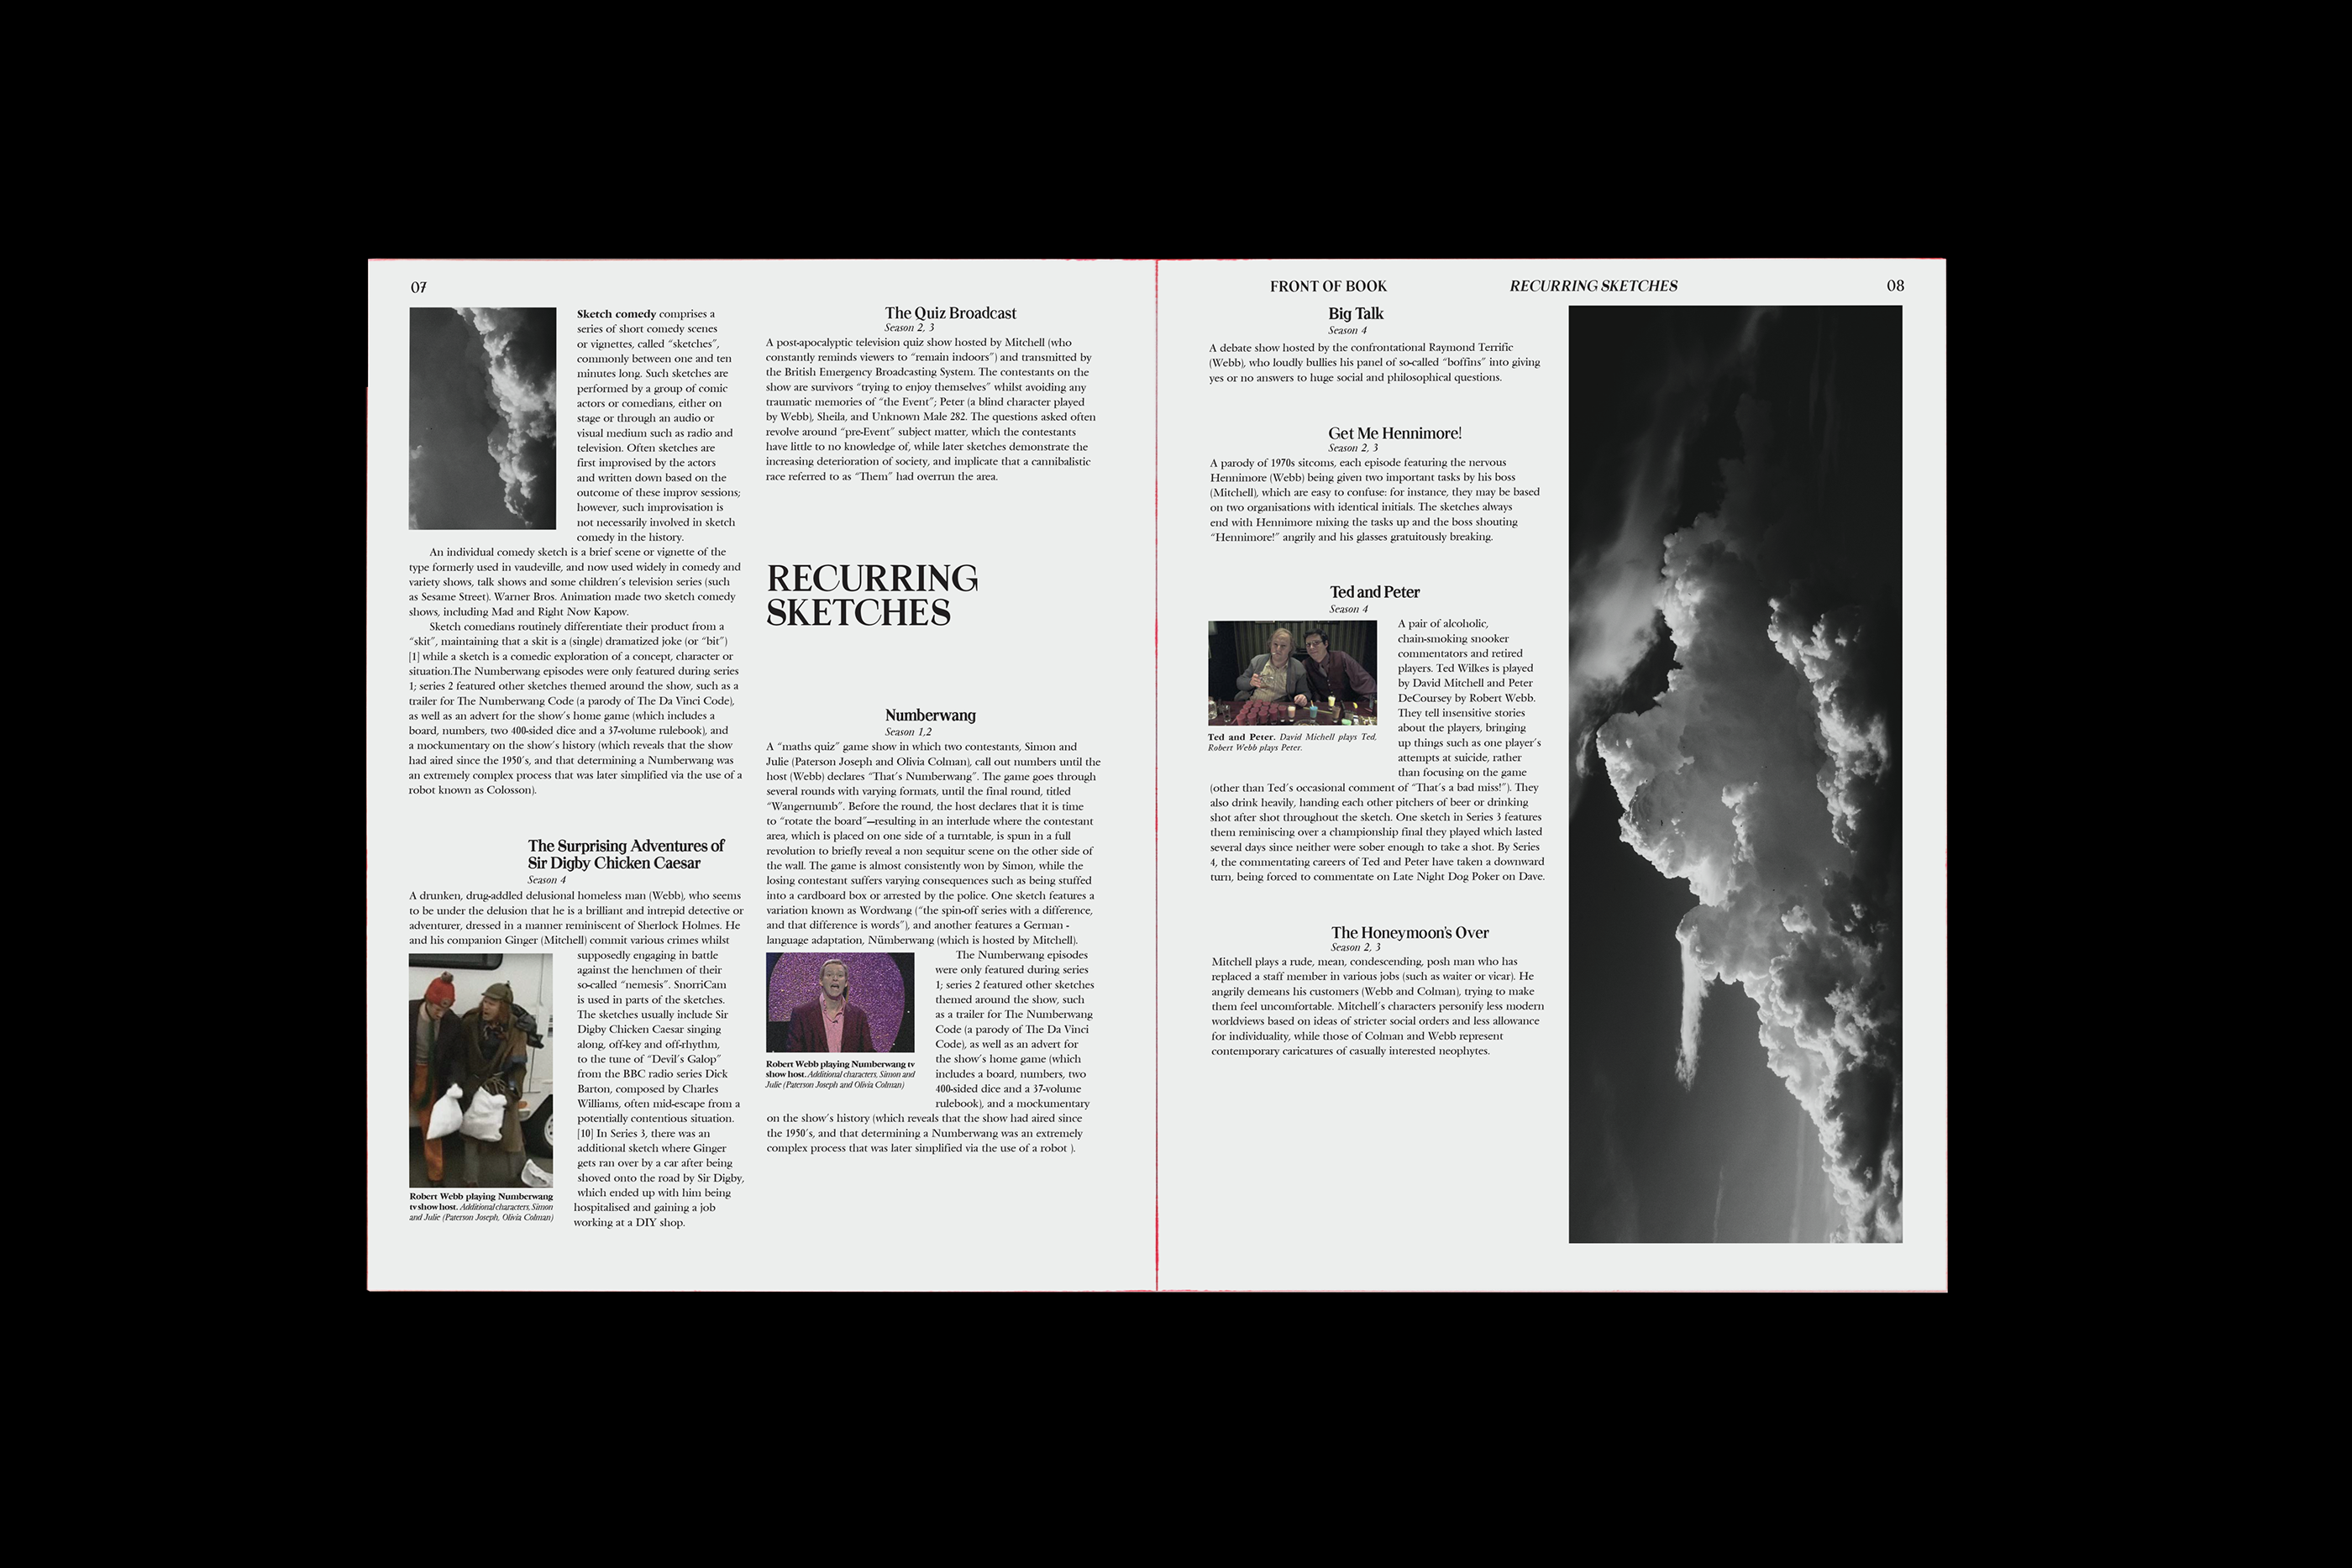 07
Sketch comedy comprises a
series of short comedy scenes
or vignettes, called “sketches”,
commonly between one and ten
minutes long. Such sketches are
performed by a group of comic
actors or comedians, either on
stage or through an audio or
visual medium such as radio and
television. Often sketches are
first improvised by the actors
and written down based on the
outcome of these improv sessions;
however, such improvisation is
not necessarily involved in sketch
comedy in the history.
An individual comedy sketch is a brief scene or vignette of the
type formerly used in vaudeville, and now used widely in comedy and
variety shows, talk shows and some children’s television series (such
as Sesame Street). Warner Bros. Animation made two sketch comedy
shows, including Mad and Right Now Kapow.
Sketch comedians routinely differentiate their product from a
“skit”, maintaining that a skit is a (single) dramatized joke (or “bit”)
[1] while a sketch is a comedic exploration of a concept, character or
situation.The Numberwang episodes were only featured during series
1; series 2 featured other sketches themed around the show, such as a
trailer for The Numberwang Code (a parody of The Da Vinci Code),
as well as an advert for the show’s home game (which includes a
board, numbers, two 400-sided dice and a 37-volume rulebook), and
a mockumentary on the show’s history (which reveals that the show
had aired since the 1950’s, and that determining a Numberwang was
an extremely complex process that was later simplified via the use of a
robot known as Colosson).
The Surprising Adventures of
Sir Digby Chicken Caesar
Season 4
A drunken, drug-addled delusional homeless man (Webb), who seems
to be under the delusion that he is a brilliant and intrepid detective or
adventurer, dressed in a manner reminiscent of Sherlock Holmes. He
and his companion Ginger (Mitchell) commit various crimes whilst
supposedly engaging in battle
against the henchmen of their
so-called “nemesis”. SnorriCam
is used in parts of the sketches.
The sketches usually include Sir
Digby Chicken Caesar singing
along, off-key and off-rhythm,
to the tune of “Devil’s Galop”
from the BBC radio series Dick
Barton, composed by Charles
Williams, often mid-escape from a
potentially contentious situation.
[10] In Series 3, there was an
additional sketch where Ginger
gets ran over by a car after being
shoved onto the road by Sir Digby,
which ended up with him being
hospitalised and gaining a job
working at a DIY shop.
Robert Webb playing Numberwang
tv show host. Additional characters, Simon
and Julie (Paterson Joseph, Olivia Colman)
The Quiz Broadcast
Season 2, 3
A post-apocalyptic television quiz show hosted by Mitchell (who
constantly reminds viewers to “remain indoors”) and transmitted by
the British Emergency Broadcasting System. The contestants on the
show are survivors “trying to enjoy themselves” whilst avoiding any
traumatic memories of “the Event”; Peter (a blind character played
by Webb), Sheila, and Unknown Male 282. The questions asked often
revolve around “pre-Event” subject matter, which the contestants
have little to no knowledge of, while later sketches demonstrate the
increasing deterioration of society, and implicate that a cannibalistic
race referred to as “Them” had overrun the area.
RECURRING
SKETCHES
Numberwang
Season 1,2
A “maths quiz” game show in which two contestants, Simon and
Julie (Paterson Joseph and Olivia Colman), call out numbers until the
host (Webb) declares “That’s Numberwang”. The game goes through
several rounds with varying formats, until the final round, titled
“Wangernumb”. Before the round, the host declares that it is time
to “rotate the board”—resulting in an interlude where the contestant
area, which is placed on one side of a turntable, is spun in a full
revolution to briefly reveal a non sequitur scene on the other side of
the wall. The game is almost consistently won by Simon, while the
losing contestant suffers varying consequences such as being stuffed
into a cardboard box or arrested by the police. One sketch features a
variation known as Wordwang (“the spin-off series with a difference,
and that difference is words”), and another features a German -
language adaptation, Nümberwang (which is hosted by Mitchell).
The Numberwang episodes
were only featured during series
1; series 2 featured other sketches
themed around the show, such
as a trailer for The Numberwang
Code (a parody of The Da Vinci
Code), as well as an advert for
the show’s home game (which
includes a board, numbers, two
400-sided dice and a 37-volume
rulebook), and a mockumentary
on the show’s history (which reveals that the show had aired since
the 1950’s, and that determining a Numberwang was an extremely
complex process that was later simplified via the use of a robot ).
Robert Webb playing Numberwang tv
show host. Additional characters, Simon and
Julie (Paterson Joseph and Olivia Colman)
FRONT OF BOOK
RECURRING SKETCHES
08
Big Talk
Season 4
A debate show hosted by the confrontational Raymond Terrific
(Webb), who loudly bullies his panel of so-called “boffins” into giving
yes or no answers to huge social and philosophical questions.
Get Me Hennimore!
Season 2, 3
A parody of 1970s sitcoms, each episode featuring the nervous
Hennimore (Webb) being given two important tasks by his boss
(Mitchell), which are easy to confuse: for instance, they may be based
on two organisations with identical initials. The sketches always
end with Hennimore mixing the tasks up and the boss shouting
“Hennimore!” angrily and his glasses gratuitously breaking.
Ted and Peter
Season 4
A pair of alcoholic,
chain-smoking snooker
commentators and retired
players. Ted Wilkes is played
by David Mitchell and Peter
DeCoursey by Robert Webb.
They tell insensitive stories
about the players, bringing
up things such as one player’s
attempts at suicide, rather
than focusing on the game
(other than Ted’s occasional comment of “That’s a bad miss!”). They
also drink heavily, handing each other pitchers of beer or drinking
shot after shot throughout the sketch. One sketch in Series 3 features
them reminiscing over a championship final they played which lasted
several days since neither were sober enough to take a shot. By Series
4, the commentating careers of Ted and Peter have taken a downward
turn, being forced to commentate on Late Night Dog Poker on Dave.
Ted and Peter. David Michell plays Ted,
Robert Webb plays Peter.
The Honeymoon’s Over
Season 2, 3
Mitchell plays a rude, mean, condescending, posh man who has
replaced a staff member in various jobs (such as waiter or vicar). He
angrily demeans his customers (Webb and Colman), trying to make
them feel uncomfortable. Mitchell’s characters personify less modern
worldviews based on ideas of stricter social orders and less allowance
for individuality, while those of Colman and Webb represent
contemporary caricatures of casually interested neophytes.